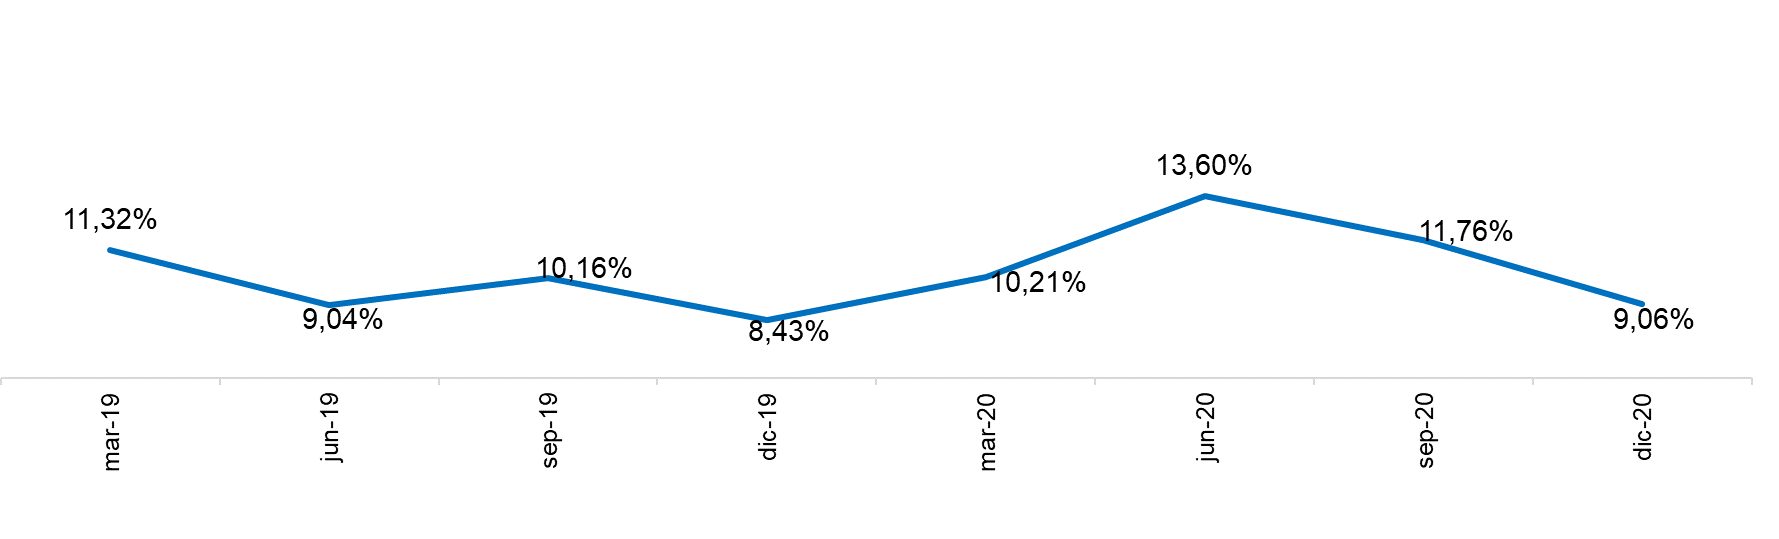 13,60%
11,32%
11,76%
10,16%
10,21%
9,04%
8,43%
9,06%
mar-19
jun-19
sep-19
dic-19
mar-20
jun-20
sep-20
dic-20